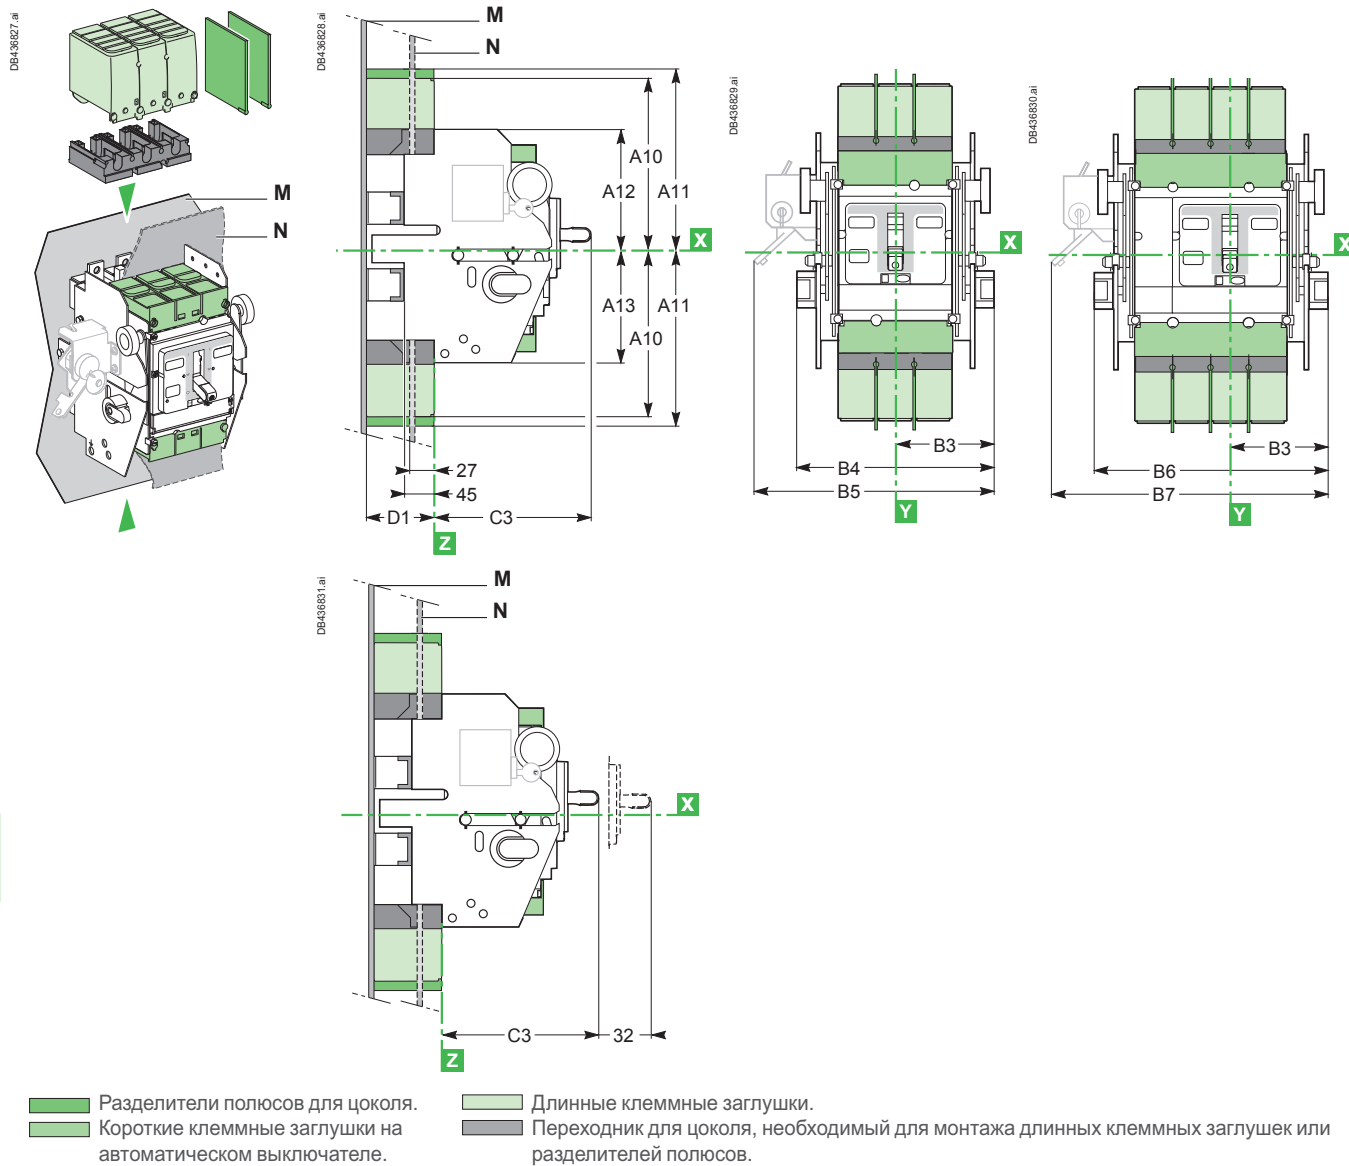 DB436827.ai
M
N
DB436828.ai
M
N
A10
A11
A12
X
A13
A11
A10
27
45
D1
C3
Z
DB436829.ai
X
B3
B4
B5
Y
DB436830.ai
X
B3
B6
B7
Y
DB436831.ai
M
N
X
C3
32
Z
Разделители полюсов для цоколя.
Короткие клеммные заглушки на
автоматическом выключателе.
Длинные клеммные заглушки.
Переходник для цоколя, необходимый для монтажа длинных клеммных заглушек или
разделителей полюсов.